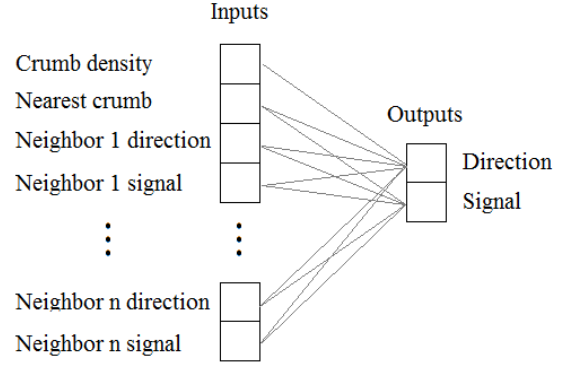 Inputs
Crumb density
Nearest crumb
Neighbor 1 direction
Neighbor 1 signal
Neighbor n direction
Neighbor n signal
Outputs
Direction
Signal